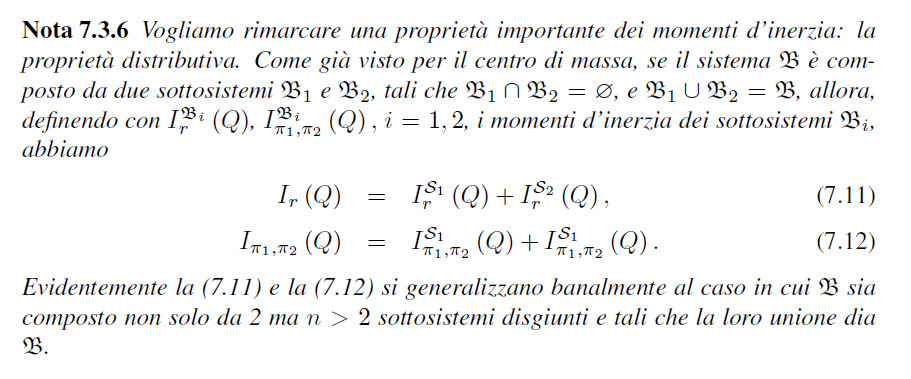 Nota 7.3.6 Vogliamo rimarcare una proprietà importante dei momenti d'inerzia: la
proprietà distributiva. Come già visto per il centro di massa, se il sistema 𝔅 è com-
posto da due sottosistemi 𝔅₁ e 𝔅₂, tali che 𝔅₁ ∩ 𝔅₂ = ∅, e 𝔅₁ ∪ 𝔅₂ = 𝔅, allora,
definendo con I_r^{𝔅_i} (Q), I_{π₁,π₂}^{𝔅_i} (Q) , i = 1, 2, i momenti d'inerzia dei sottosistemi 𝔅_i,
abbiamo
I_r (Q) = I_r^{𝒮₁} (Q) + I_r^{𝒮₂} (Q) , (7.11)
I_{π₁,π₂} (Q) = I_{π₁,π₂}^{𝒮₁} (Q) + I_{π₁,π₂}^{𝒮₁} (Q) . (7.12)
Evidentemente la (7.11) e la (7.12) si generalizzano banalmente al caso in cui 𝔅 sia
composto non solo da 2 ma n > 2 sottosistemi disgiunti e tali che la loro unione dia
𝔅.